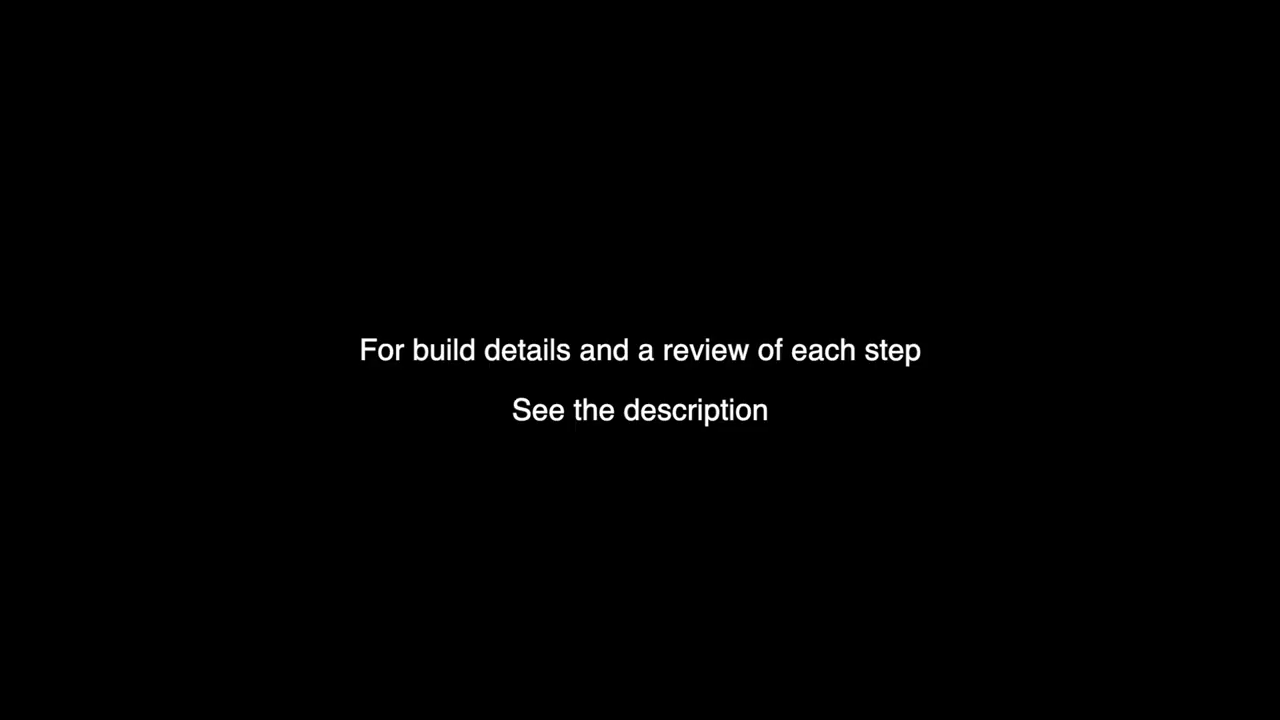 For build details and a review of each step
See the description